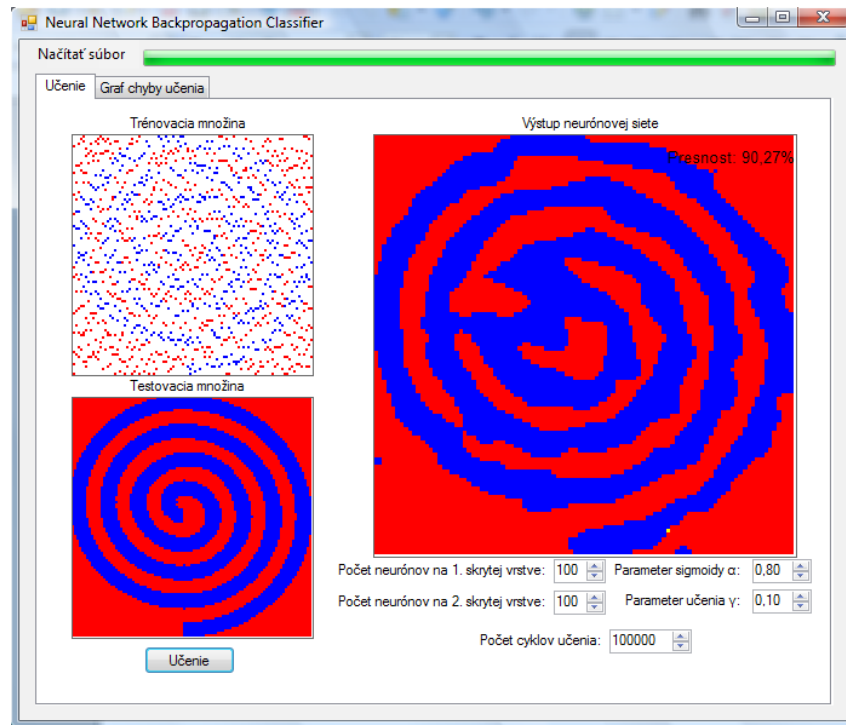 Neural Network Backpropagation Classifier
Načítať súbor
Učenie
Graf chyby učenia
Trénovacia množina
Výstup neurónovej siete
Presnost: 90,27%
Testovacia množina
Počet neurónov na 1. skrytej vrstve: 100 Parameter sigmoidy α: 0,80
Počet neurónov na 2. skrytej vrstve: 100 Parameter učenia γ: 0,10
Počet cyklov učenia: 100000
Učenie